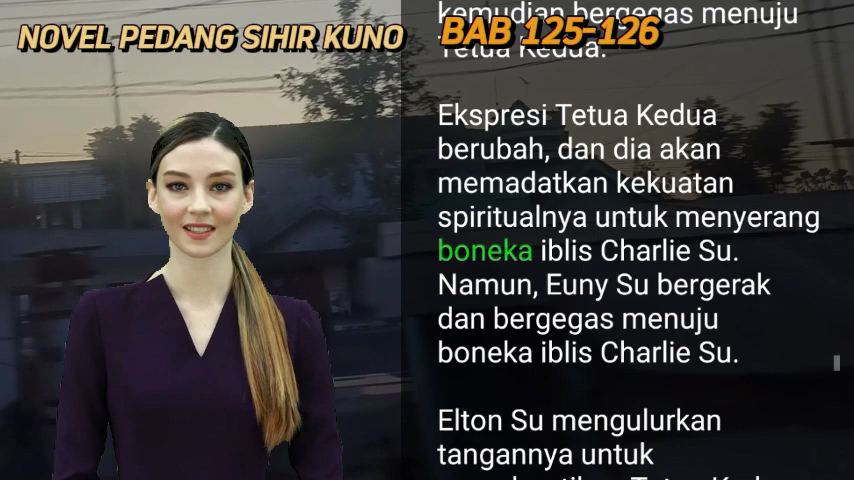 NOVEL PEDANG SIHIR KUNO
BAB 125-126
kemudian bergegas menuju
Tetua Kedua.
Ekspresi Tetua Kedua
berubah, dan dia akan
memadatkan kekuatan
spiritualnya untuk menyerang
boneka iblis Charlie Su.
Namun, Euny Su bergerak
dan bergegas menuju
boneka iblis Charlie Su.
Elton Su mengulurkan
tangannya untuk